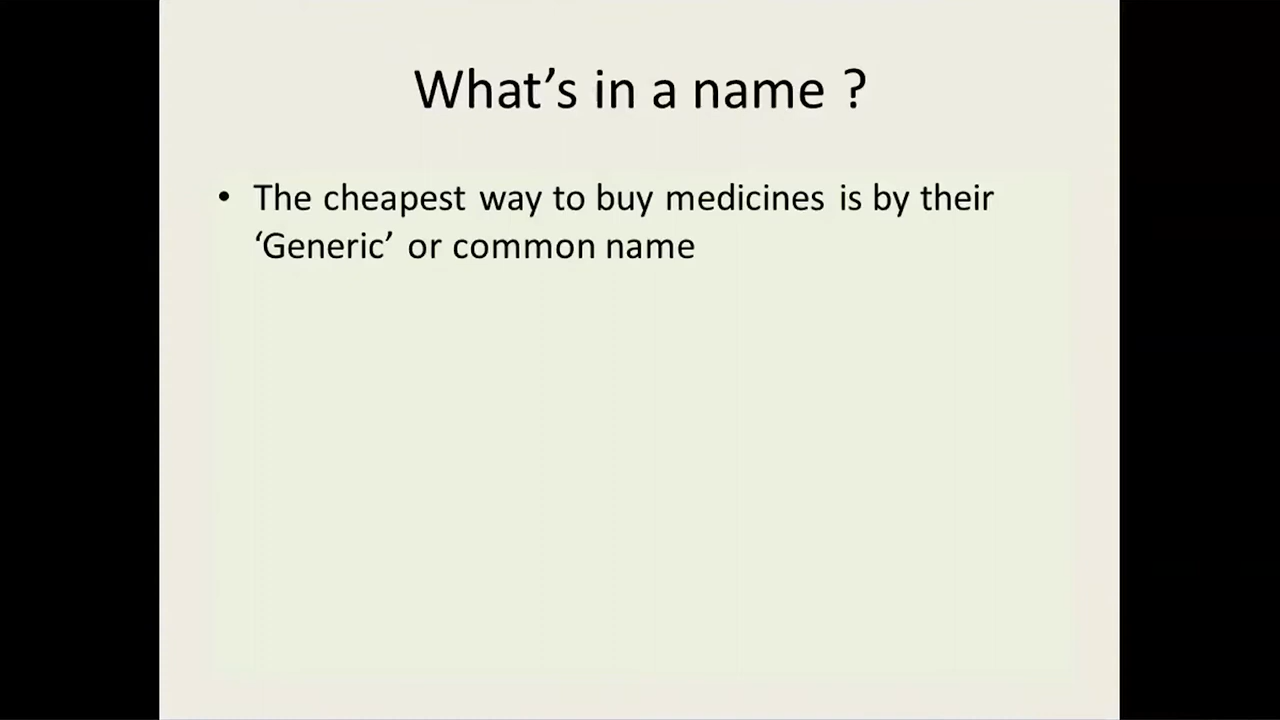 What’s in a name ?
• The cheapest way to buy medicines is by their
‘Generic’ or common name